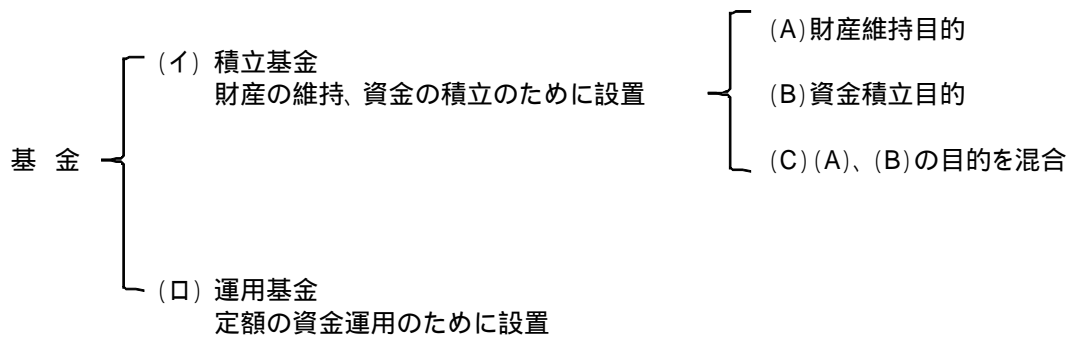 (イ) 積立基金
財産の維持、資金の積立のために設置
(A)財産維持目的
(B)資金積立目的
(C)(A)、(B)の目的を混合
基 金
(ロ) 運用基金
定額の資金運用のために設置